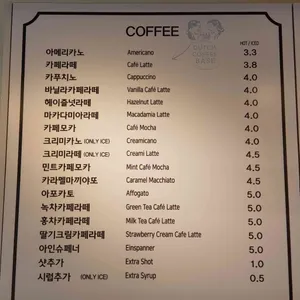 COFFEE
DUTCH COFFEE CAFE
HOT / ICED
아메리카노 Americano 3.3
카페라떼 Café Latte 3.8
카푸치노 Cappuccino 4.0
바닐라카페라떼 Vanilla Café Latte 4.0
헤이즐넛라떼 Hazelnut Latte 4.0
마카다미아라떼 Macadamia Latte 4.0
카페모카 Café Mocha 4.0
크리미카노 (ONLY ICE) Creamicano 4.0
크리미라떼 (ONLY ICE) Creami Latte 4.5
민트카페모카 Mint Café Mocha 4.5
카라멜마끼야또 Caramel Macchiato 4.5
아포카토 Affogato 5.0
녹차카페라떼 Green Tea Café Latte 5.0
홍차카페라떼 Milk Tea Café Latte 5.0
딸기크림카페라떼 Strawberry Cream Cafe Latte 5.0
아인슈페너 Einspanner 5.0
샷추가 Extra Shot 1.0
시럽추가 (ONLY ICE) Extra Syrup 0.5